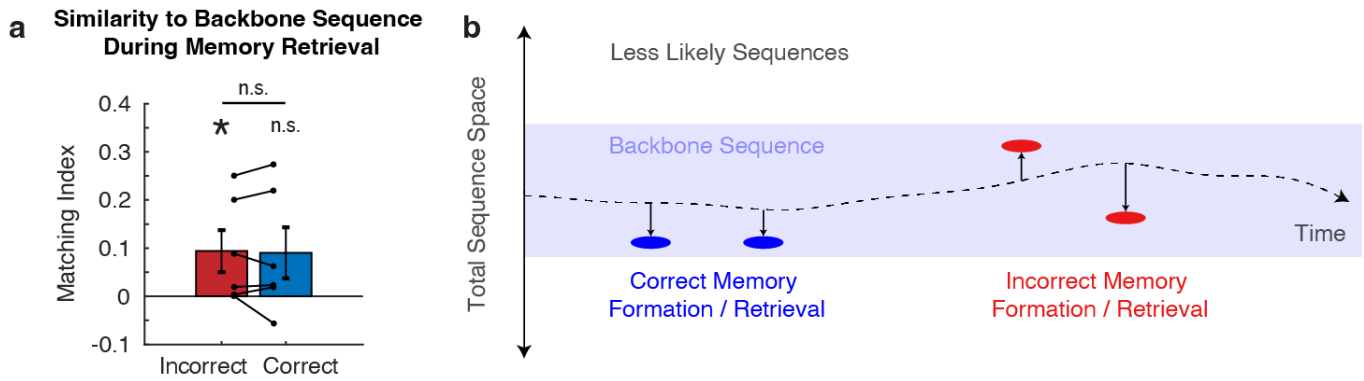 a
Similarity to Backbone Sequence
During Memory Retrieval
n.s.
*
n.s.
0.4
0.3
0.2
0.1
0
-0.1
Matching Index
Incorrect
Correct
b
Total Sequence Space
Less Likely Sequences
Backbone Sequence
Time
Correct Memory
Formation / Retrieval
Incorrect Memory
Formation / Retrieval